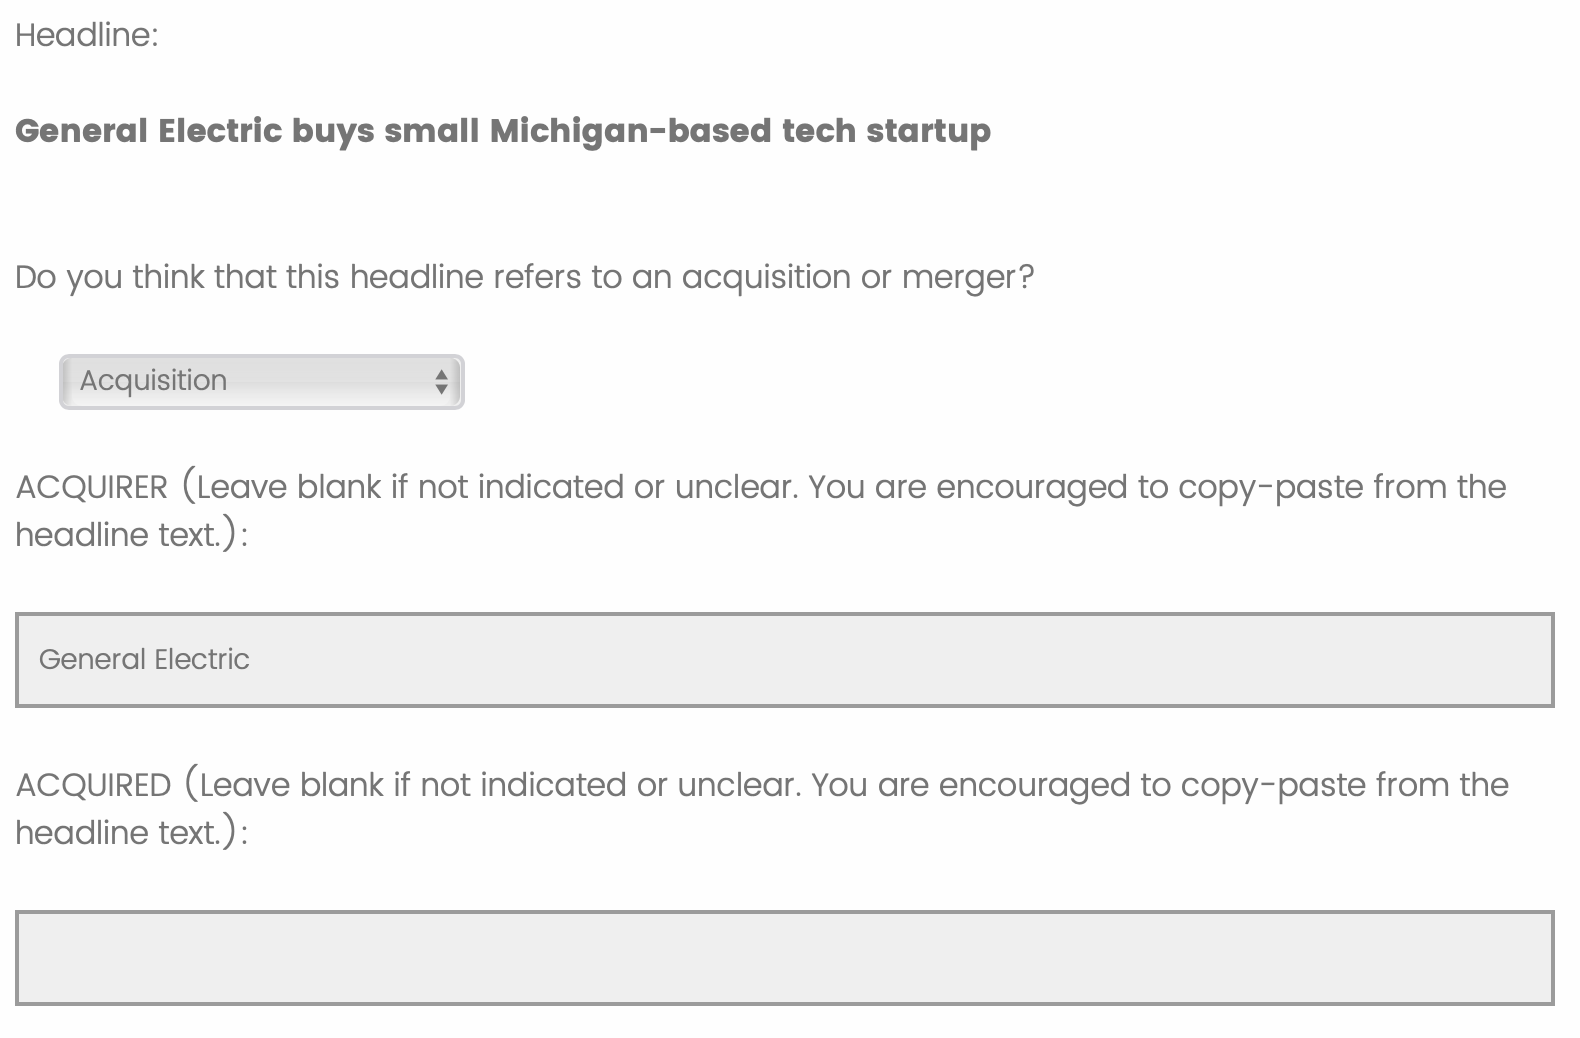 Headline:
General Electric buys small Michigan-based tech startup
Do you think that this headline refers to an acquisition or merger?
Acquisition
ACQUIRER (Leave blank if not indicated or unclear. You are encouraged to copy-paste from the
headline text.):
General Electric
ACQUIRED (Leave blank if not indicated or unclear. You are encouraged to copy-paste from the
headline text.):